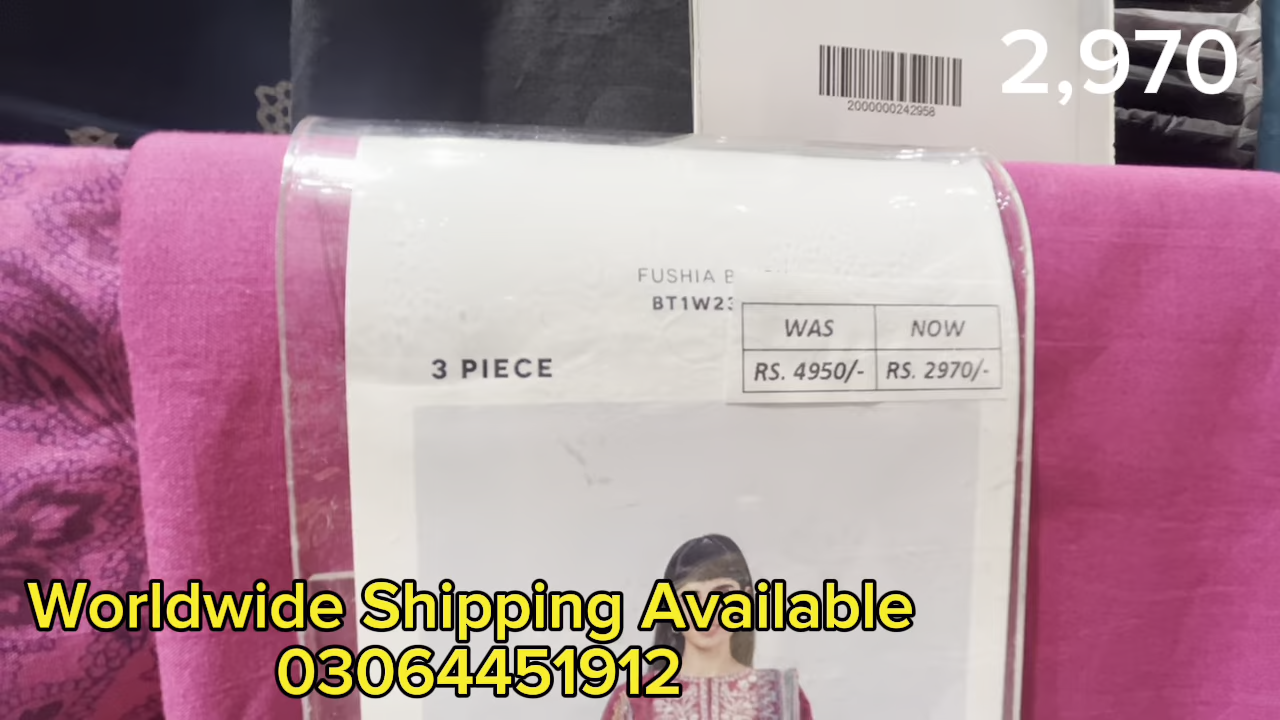 2,970
2000000242958
FUSHIA
BT1W23
WAS NOW
3 PIECE
RS. 4950/- RS. 2970/-
Worldwide Shipping Available
03064451912